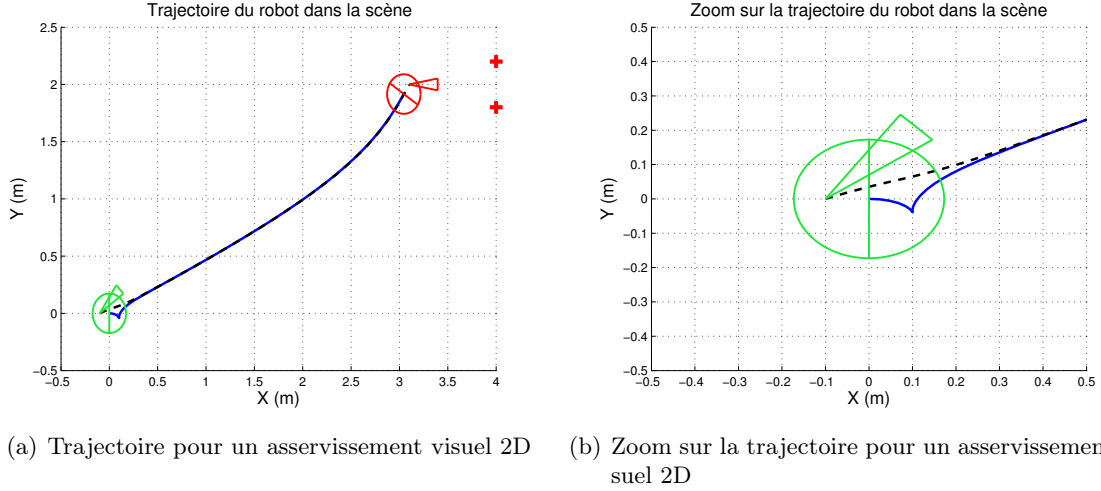 Trajectoire du robot dans la scène
2.5
2
1.5
1
0.5
0
−0.5
Y (m)
−0.5 0 0.5 1 1.5 2 2.5 3 3.5 4
X (m)
(a) Trajectoire pour un asservissement visuel 2D
Zoom sur la trajectoire du robot dans la scène
0.5
0.4
0.3
0.2
0.1
0
−0.1
−0.2
−0.3
−0.4
−0.5
Y (m)
−0.5 −0.4 −0.3 −0.2 −0.1 0 0.1 0.2 0.3 0.4 0.5
X (m)
(b) Zoom sur la trajectoire pour un asservissemen
suel 2D